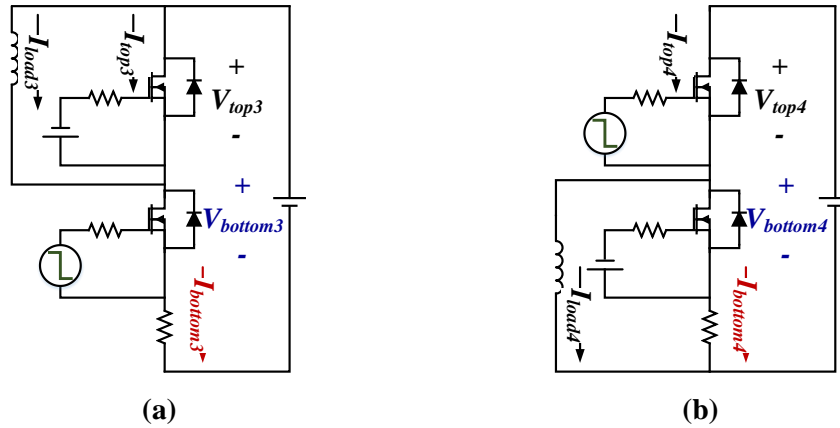 I_load3
I_top3
+
V_top3
-
+
V_bottom3
-
I_bottom3
(a)
I_top4
+
V_top4
-
+
V_bottom4
-
I_load4
I_bottom4
(b)